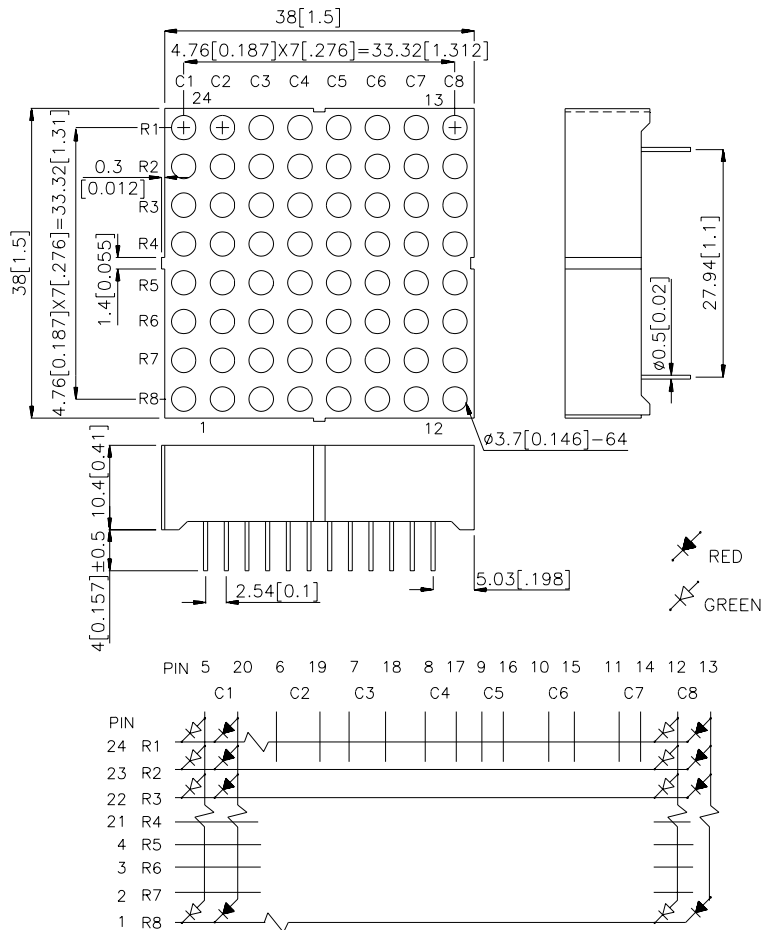 38[1.5]
4.76[0.187]X7[.276]=33.32[1.312]
C1 C2 C3 C4 C5 C6 C7 C8
24 13
R1
R2
R3
R4
R5
R6
R7
R8
0.3
[0.012]
38[1.5]
4.76[0.187]X7[.276]=33.32[1.31]
1.4[0.055]
1 12
ø3.7[0.146]-64
27.94[1.1]
ø0.5[0.02]
10.4[0.41]
4[0.157]±0.5
2.54[0.1]
5.03[.198]
RED
GREEN
PIN 5 20 6 19 7 18 8 17 9 16 10 15 11 14 12 13
C1 C2 C3 C4 C5 C6 C7 C8
PIN
24 R1
23 R2
22 R3
21 R4
4 R5
3 R6
2 R7
1 R8